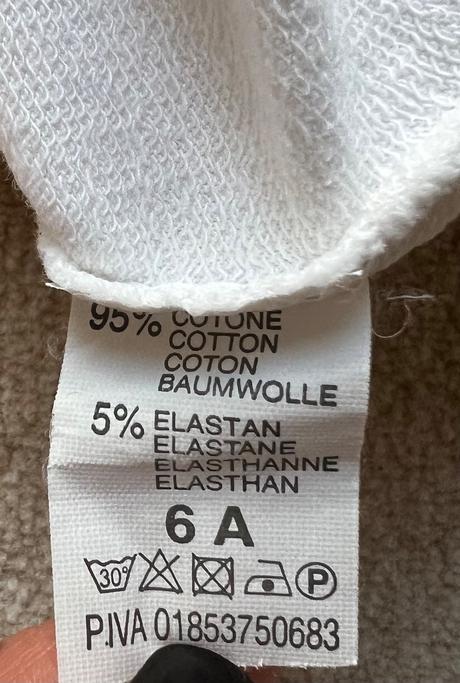 95% COTONE
COTTON
COTON
BAUMWOLLE
5% ELASTAN
ELASTANE
ELASTHANNE
ELASTHAN
6 A
30° P
P.IVA 01853750683